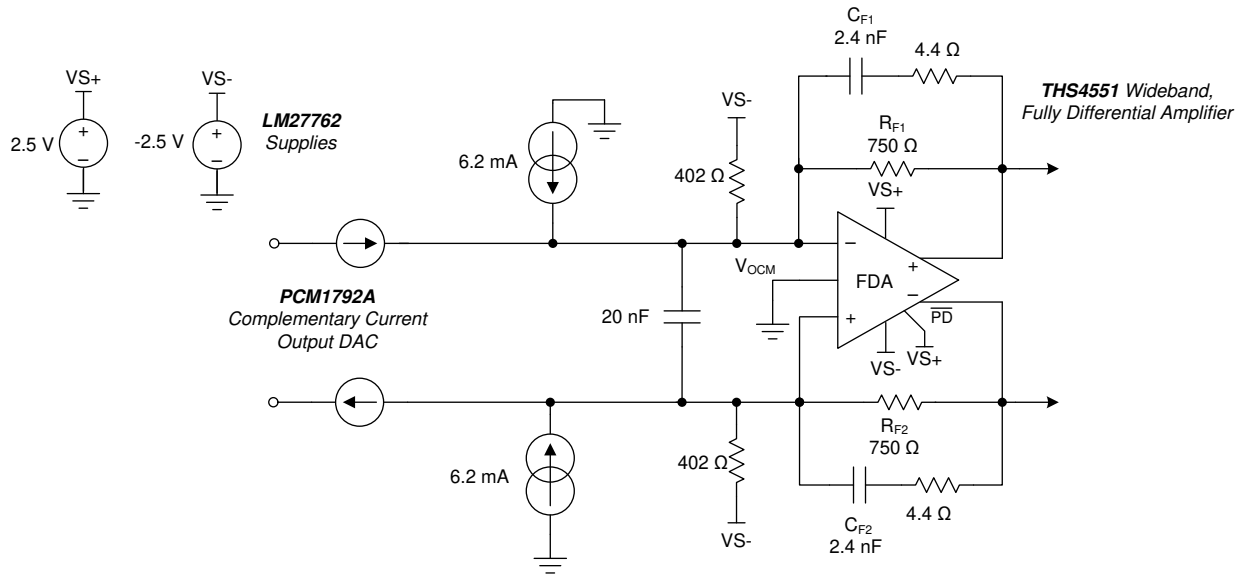 VS+
2.5 V
+
−
VS-
-2.5 V
+
−
LM27762
Supplies
6.2 mA
VS-
402 Ω
C<sub>F1</sub>
2.4 nF
4.4 Ω
R<sub>F1</sub>
750 Ω
VS+
THS4551 Wideband,
Fully Differential Amplifier
PCM1792A
Complementary Current
Output DAC
20 nF
V<sub>OCM</sub>
−
+
FDA
+
−
PD
VS-
VS+
6.2 mA
402 Ω
VS-
R<sub>F2</sub>
750 Ω
C<sub>F2</sub>
2.4 nF
4.4 Ω